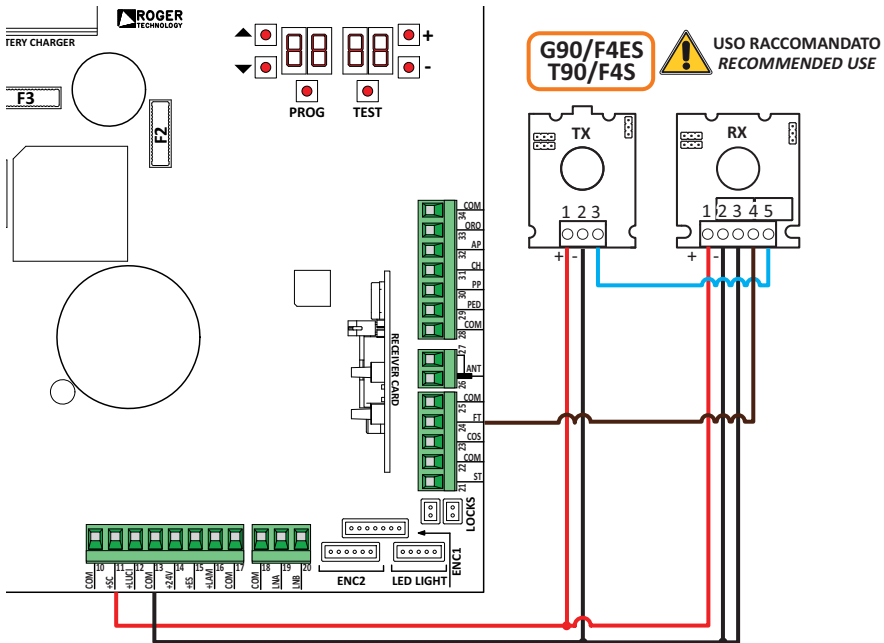 ROGER
TECHNOLOGY
TERY CHARGER
F3
F2
+
-
PROG TEST
G90/F4ES
T90/F4S
USO RACCOMANDATO
RECOMMENDED USE
TX
1 2 3
+ -
RX
1 2 3 4 5
+ -
COM
34
ORO
33
AP
32
CH
31
PP
30
PED
29
COM
28
27
ANT
26
COM
25
FT
24
COS
23
COM
22
ST
21
RECEIVER CARD
LOCKS
ENC1
ENC2
LED LIGHT
10 11 12 13 14 15 16 17
COM +SC +LUCI COM +24V +ES +LAM COM
18 19 20
COM LNA LNB